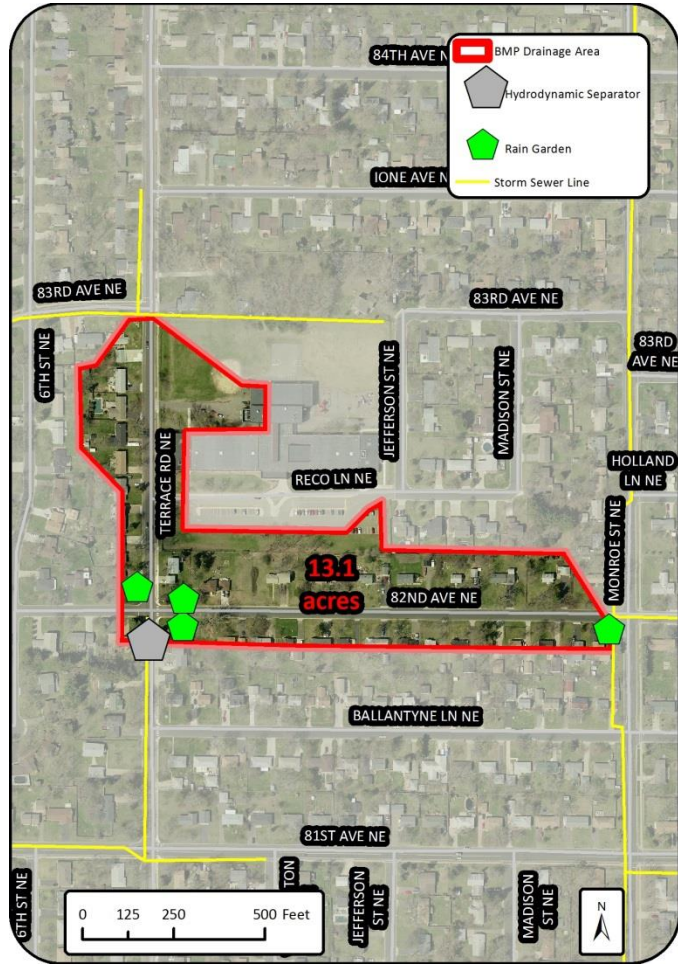 84TH AVE N
BMP Drainage Area
Hydrodynamic Separator
Rain Garden
Storm Sewer Line
IONE AVE N
83RD AVE NE
83RD AVE NE
83RD
AVE NE
6TH ST NE
TERRACE RD NE
JEFFERSON ST NE
MADISON ST NE
RECO LN NE
HOLLAND
LN NE
MONROE ST NE
13.1
acres
82ND AVE NE
BALLANTYNE LN NE
81ST AVE NE
6TH ST NE
TON
JEFFERSON
ST NE
MADISON
ST NE
0 125 250 500 Feet
N